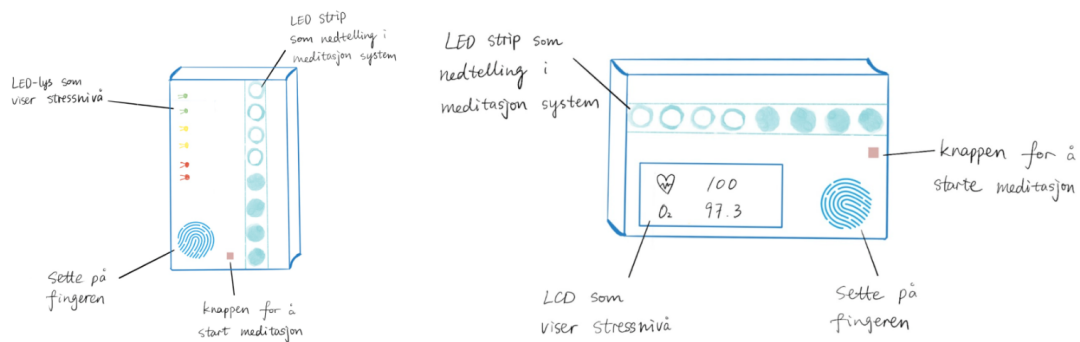 LED strip
som nedtelling i
meditasjon system
LED-lys som
viser stressnivå
Sette på
fingeren
knappen for å
start meditasjon
LED strip som
nedtelling i
meditasjon system
100
O₂ 97.3
knappen for å
starte meditasjon
LCD som
viser stressnivå
Sette på
fingeren